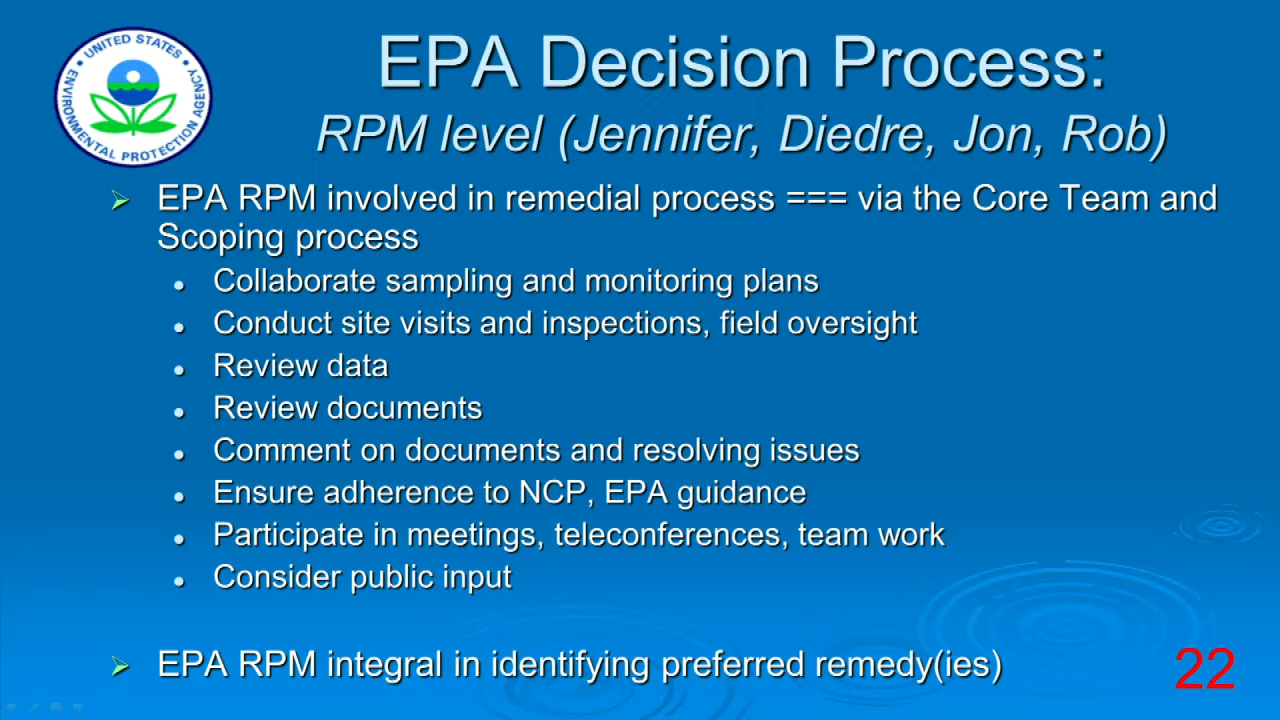 UNITED STATES
ENVIRONMENTAL PROTECTION AGENCY
EPA Decision Process:
RPM level (Jennifer, Diedre, Jon, Rob)
EPA RPM involved in remedial process === via the Core Team and
Scoping process
Collaborate sampling and monitoring plans
Conduct site visits and inspections, field oversight
Review data
Review documents
Comment on documents and resolving issues
Ensure adherence to NCP, EPA guidance
Participate in meetings, teleconferences, team work
Consider public input
EPA RPM integral in identifying preferred remedy(ies)
22